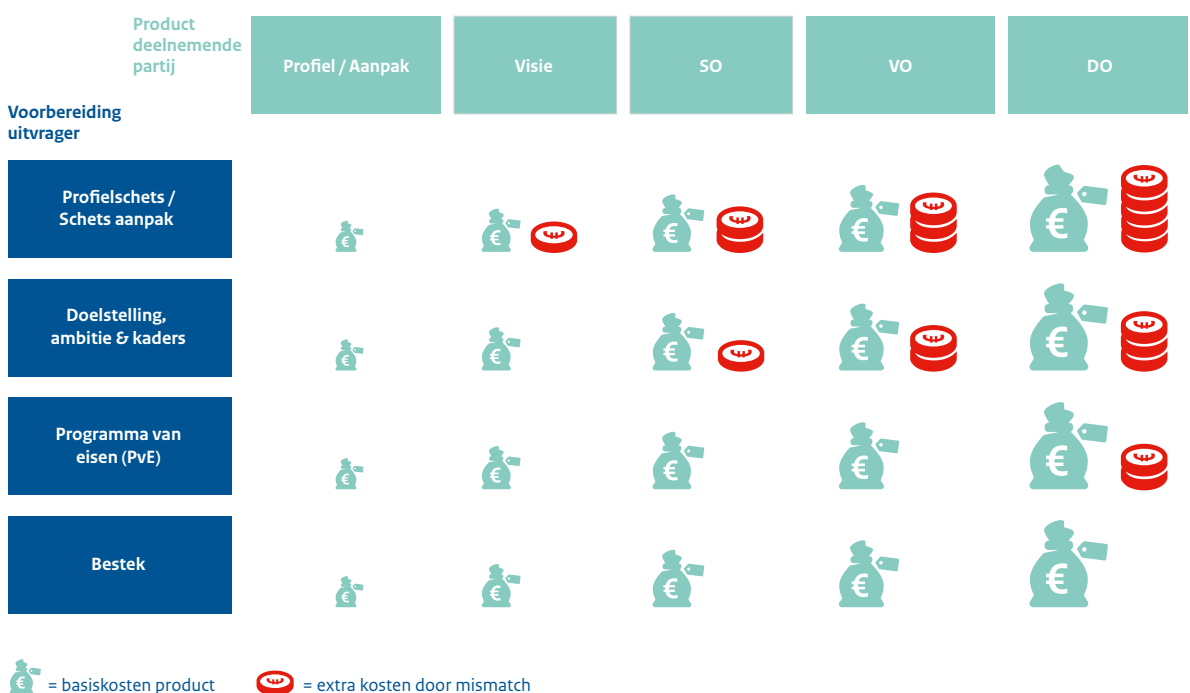 Product
deelnemende
partij
Profiel / Aanpak
Visie
SO
VO
DO
Voorbereiding
uitvrager
Profielschets /
Schets aanpak
€ € € € €
Doelstelling,
ambitie & kaders
€ € € € €
Programma van
eisen (PvE)
€ € € € €
Bestek
€ € € € €
€ = basiskosten product
= extra kosten door mismatch